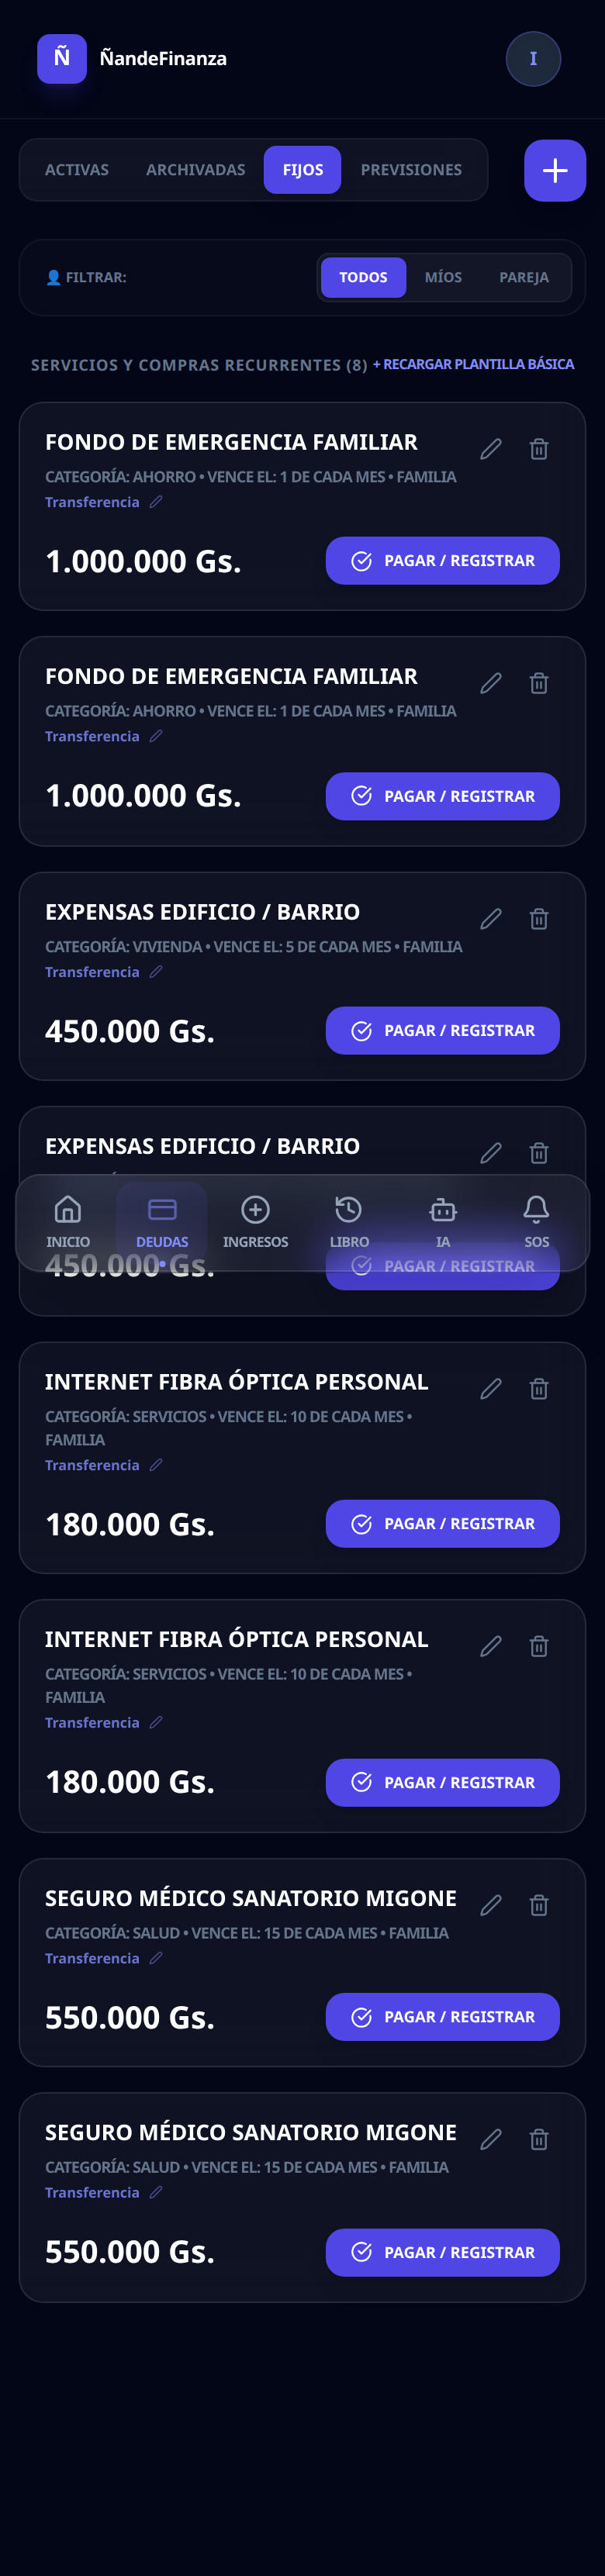 Ñ ÑandeFinanza I
ACTIVAS ARCHIVADAS FIJOS PREVISIONES
👤 FILTRAR: TODOS MÍOS PAREJA
SERVICIOS Y COMPRAS RECURRENTES (8) + RECARGAR PLANTILLA BÁSICA
FONDO DE EMERGENCIA FAMILIAR
CATEGORÍA: AHORRO • VENCE EL: 1 DE CADA MES • FAMILIA
Transferencia
1.000.000 Gs. PAGAR / REGISTRAR
FONDO DE EMERGENCIA FAMILIAR
CATEGORÍA: AHORRO • VENCE EL: 1 DE CADA MES • FAMILIA
Transferencia
1.000.000 Gs. PAGAR / REGISTRAR
EXPENSAS EDIFICIO / BARRIO
CATEGORÍA: VIVIENDA • VENCE EL: 5 DE CADA MES • FAMILIA
Transferencia
450.000 Gs. PAGAR / REGISTRAR
EXPENSAS EDIFICIO / BARRIO
INICIO DEUDAS INGRESOS LIBRO IA SOS
450.000 Gs. PAGAR / REGISTRAR
INTERNET FIBRA ÓPTICA PERSONAL
CATEGORÍA: SERVICIOS • VENCE EL: 10 DE CADA MES •
FAMILIA
Transferencia
180.000 Gs. PAGAR / REGISTRAR
INTERNET FIBRA ÓPTICA PERSONAL
CATEGORÍA: SERVICIOS • VENCE EL: 10 DE CADA MES •
FAMILIA
Transferencia
180.000 Gs. PAGAR / REGISTRAR
SEGURO MÉDICO SANATORIO MIGONE
CATEGORÍA: SALUD • VENCE EL: 15 DE CADA MES • FAMILIA
Transferencia
550.000 Gs. PAGAR / REGISTRAR
SEGURO MÉDICO SANATORIO MIGONE
CATEGORÍA: SALUD • VENCE EL: 15 DE CADA MES • FAMILIA
Transferencia
550.000 Gs. PAGAR / REGISTRAR